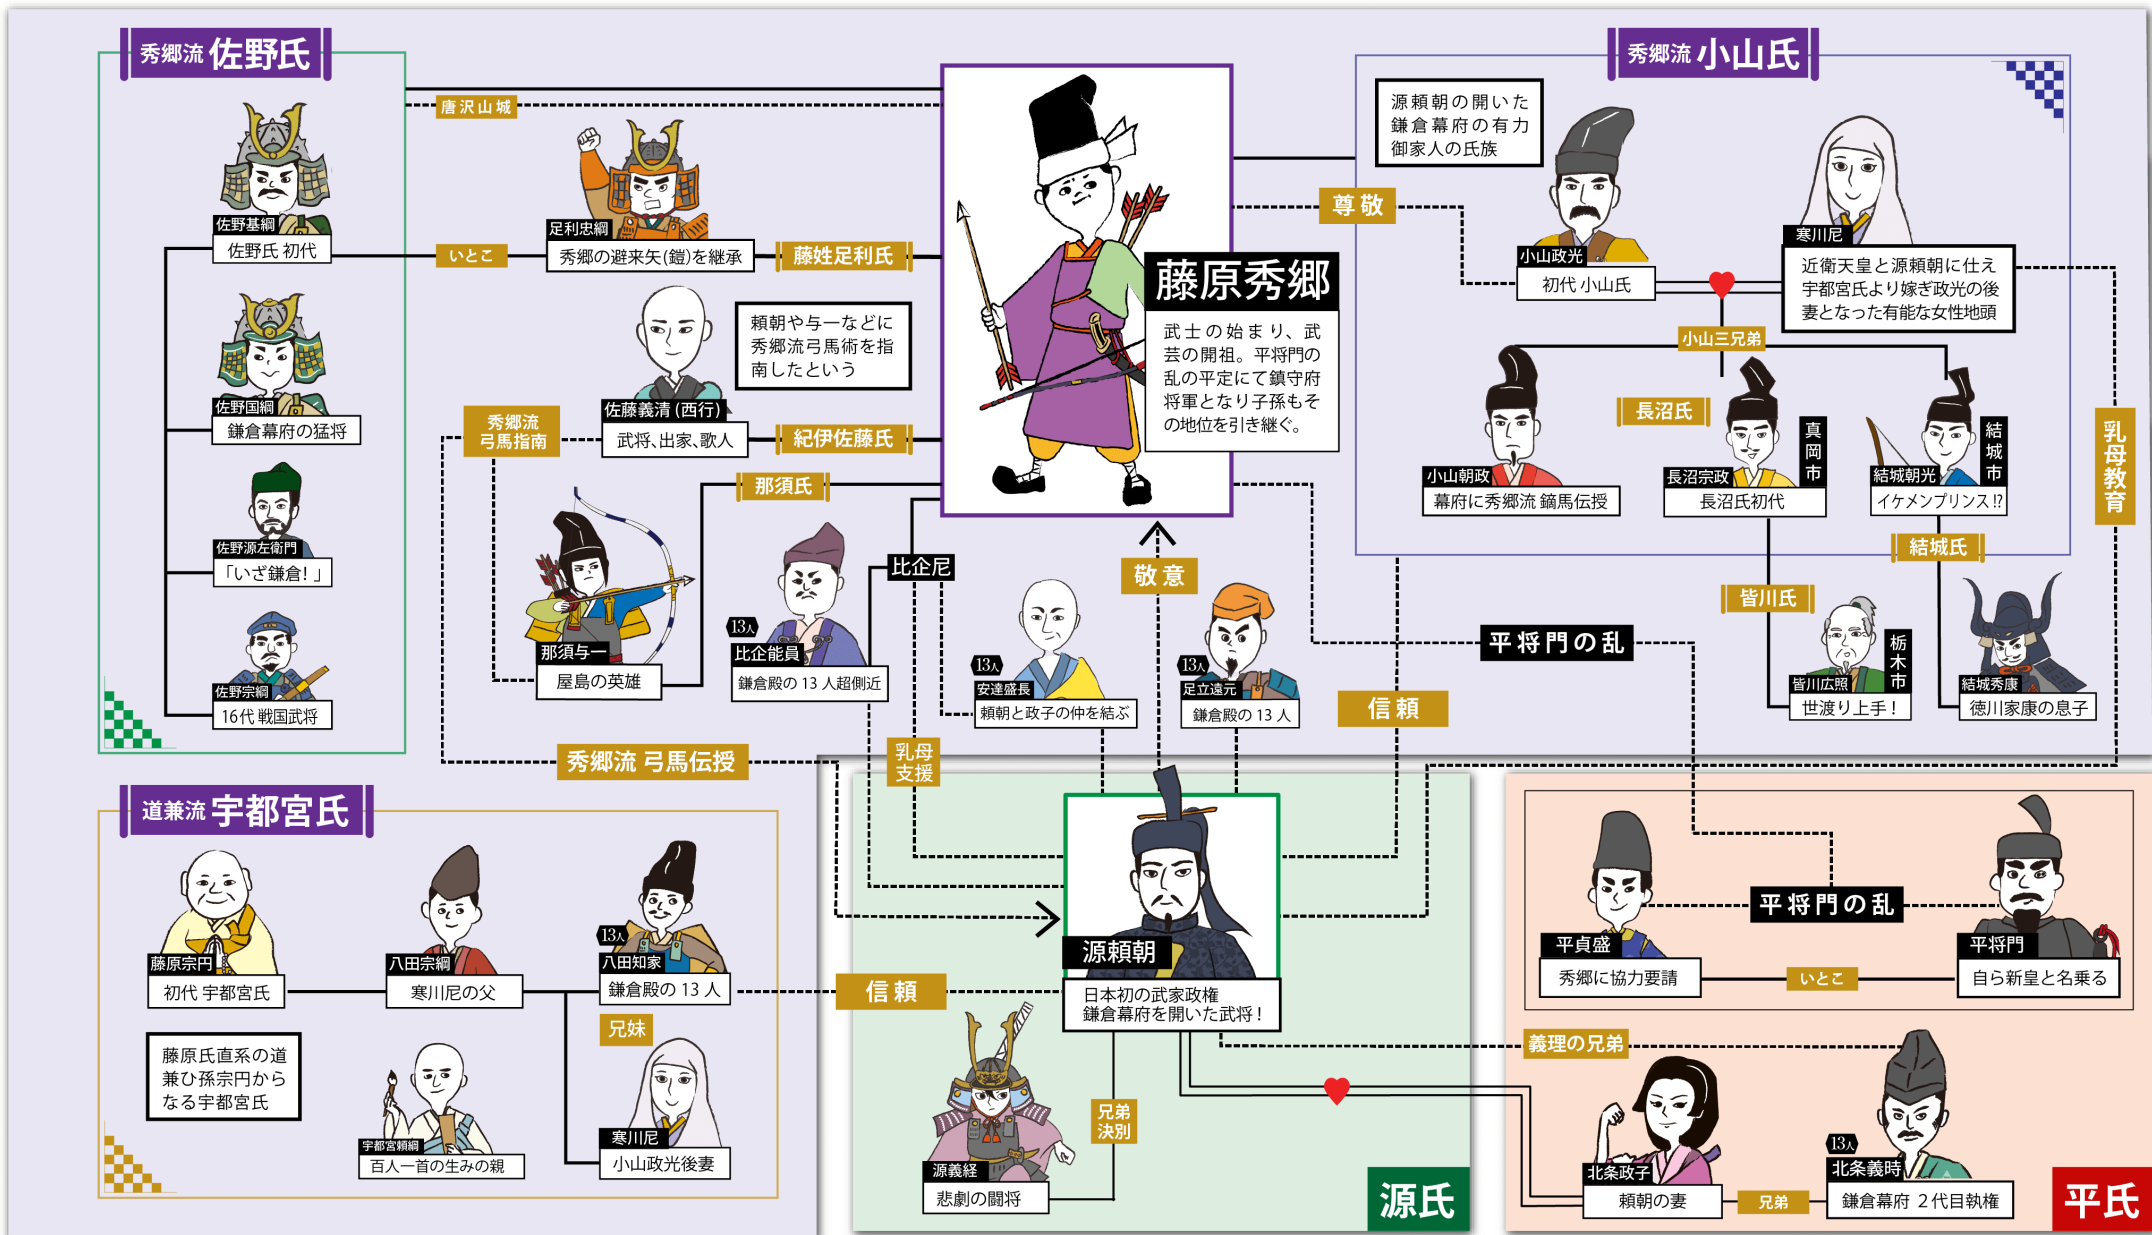 秀郷流 佐野氏
唐沢山城
佐野基綱
佐野氏 初代
いとこ
足利忠綱
秀郷の避来矢(鎧)を継承
藤姓足利氏
佐野国綱
鎌倉幕府の猛将
佐野源左衛門
「いざ鎌倉！」
佐野宗綱
16代 戦国武将
頼朝や与一などに
秀郷流弓馬術を指
南したという
佐藤義清(西行)
武将、出家、歌人
紀伊佐藤氏
秀郷流
弓馬指南
那須氏
那須与一
屋島の英雄
13人
比企能員
鎌倉殿の13人超側近
比企尼
藤原秀郷
武士の始まり、武
芸の開祖。平将門の
乱の平定にて鎮守府
将軍となり子孫もそ
の地位を引き継ぐ。
敬意
13人
安達盛長
頼朝と政子の仲を結ぶ
13人
足立遠元
鎌倉殿の13人
秀郷流 小山氏
源頼朝の開いた
鎌倉幕府の有力
御家人の氏族
尊敬
小山政光
初代 小山氏
寒川尼
近衛天皇と源頼朝に仕え
宇都宮氏より嫁ぎ政光の後
妻となった有能な女性地頭
小山三兄弟
小山朝政
幕府に秀郷流 鏑馬伝授
長沼氏
長沼宗政
長沼氏初代
真岡市
結城朝光
イケメンプリンス!?
結城市
結城氏
皆川氏
皆川広照
世渡り上手！
栃木市
結城秀康
徳川家康の息子
乳母教育
平将門の乱
信頼
秀郷流 弓馬伝授
乳母
支援
道兼流 宇都宮氏
藤原宗円
初代 宇都宮氏
八田宗綱
寒川尼の父
13人
八田知家
鎌倉殿の13人
兄妹
藤原氏直系の道
兼ひ孫宗円から
なる宇都宮氏
宇都宮頼綱
百人一首の生みの親
寒川尼
小山政光後妻
信頼
源頼朝
日本初の武家政権
鎌倉幕府を開いた武将！
源義経
悲劇の闘将
兄弟
決別
源氏
平貞盛
秀郷に協力要請
平将門の乱
いとこ
平将門
自ら新皇と名乗る
義理の兄弟
北条政子
頼朝の妻
兄弟
13人
北条義時
鎌倉幕府 2代目執権
平氏